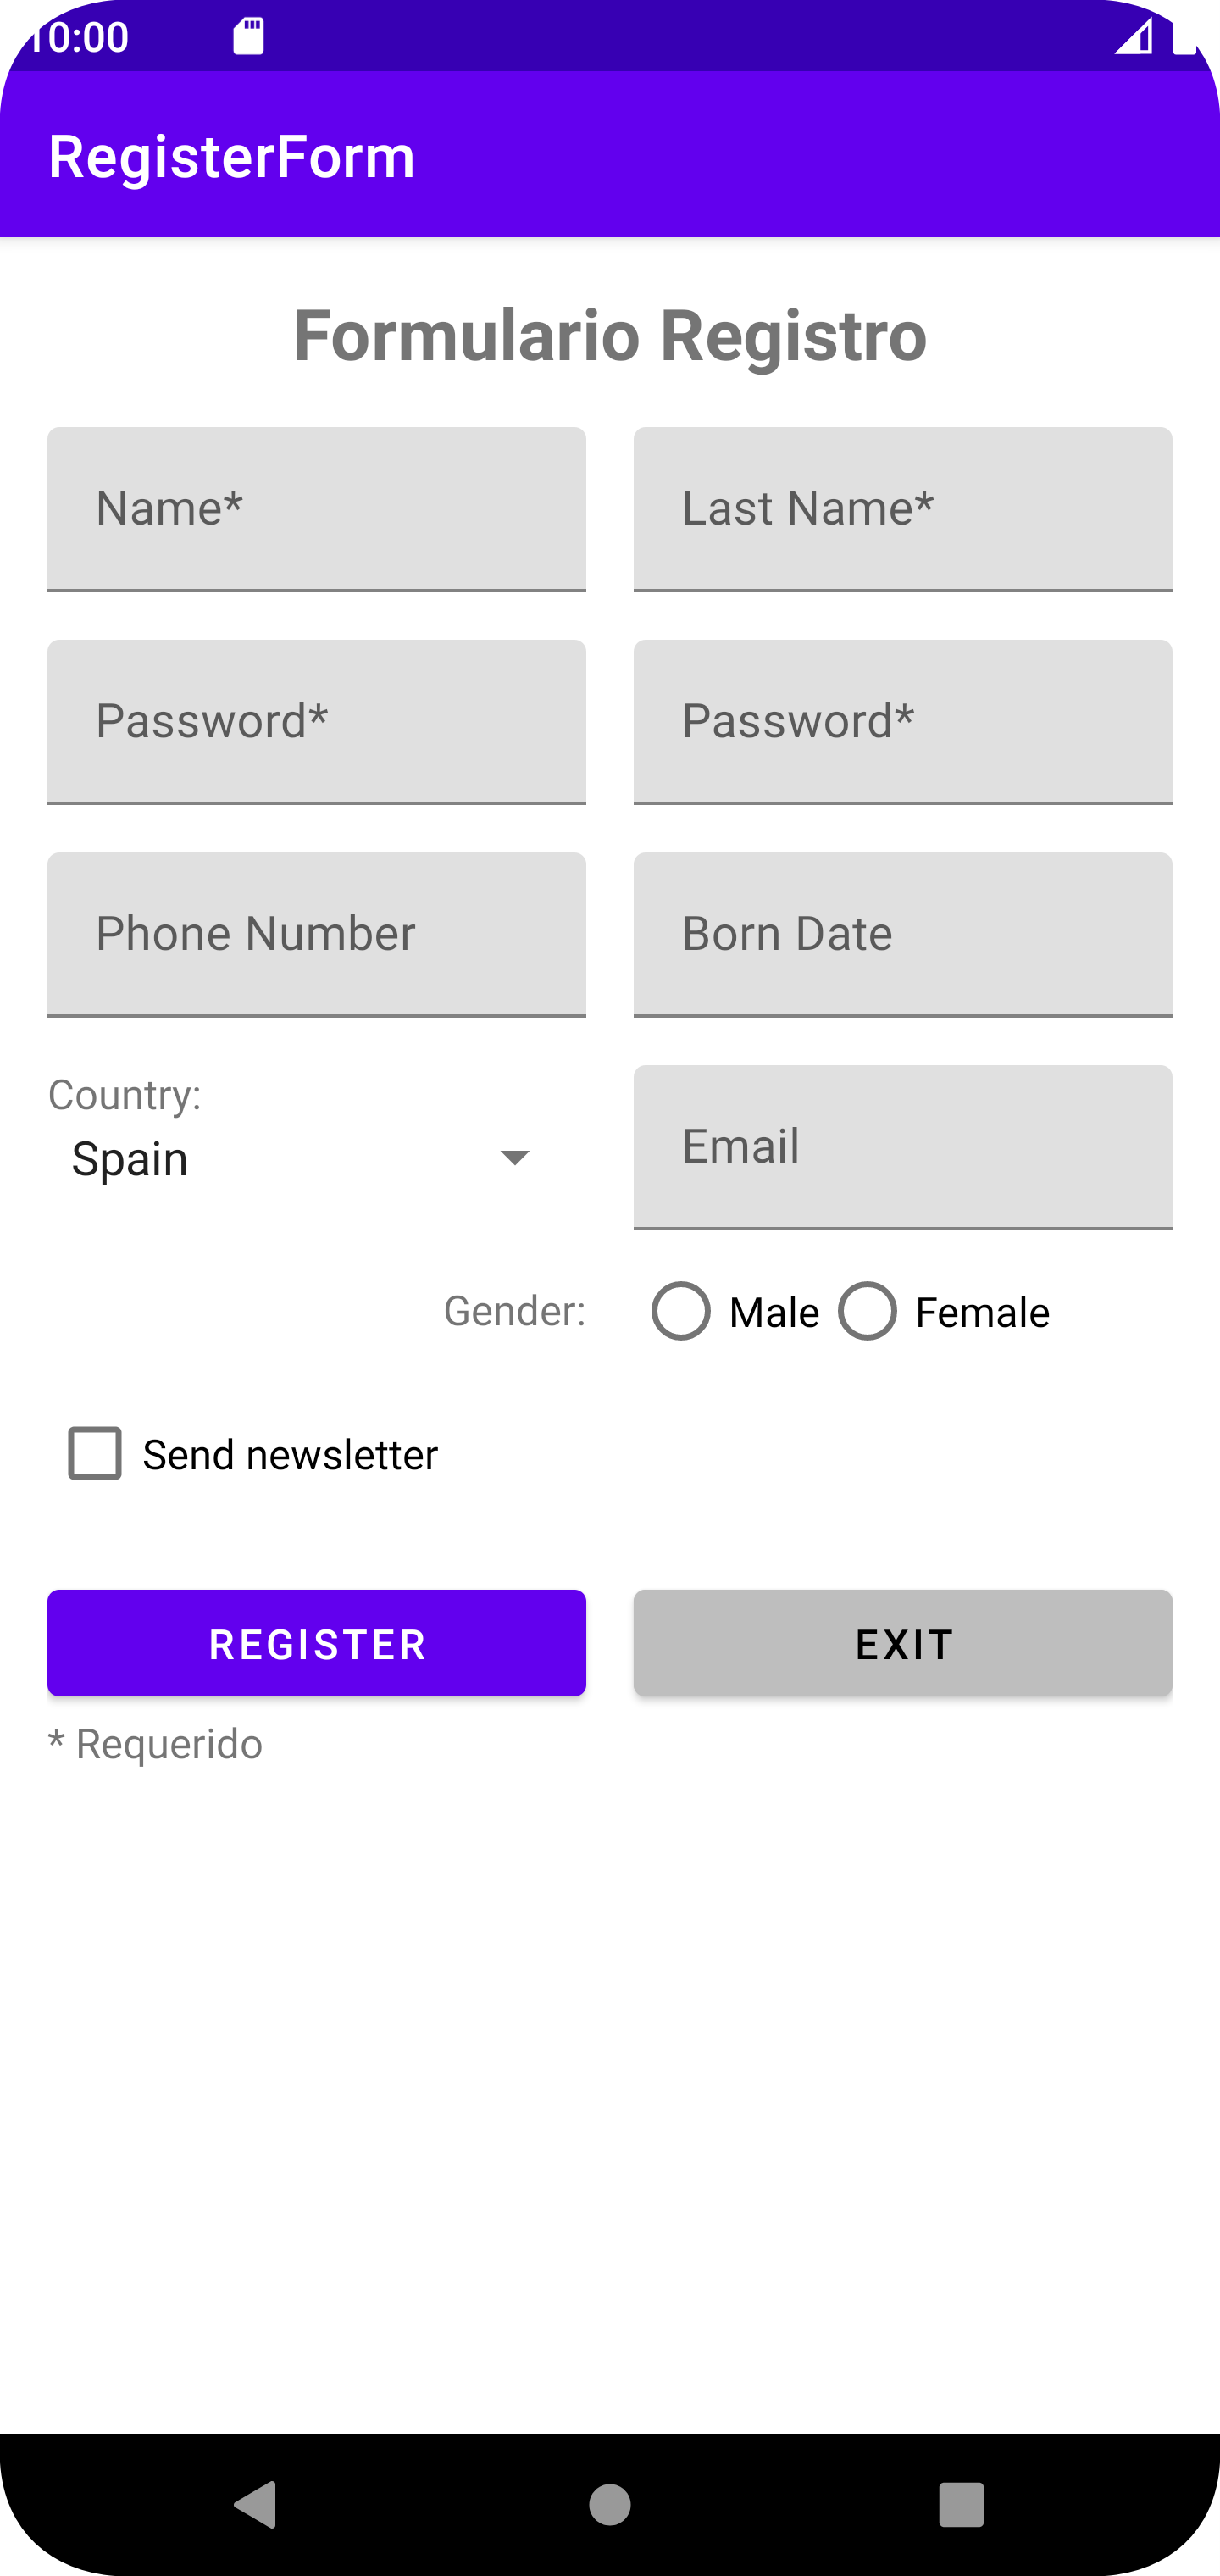 10:00
RegisterForm
Formulario Registro
Name* Last Name*
Password* Password*
Phone Number Born Date
Country:
Spain
Email
Gender: Male Female
Send newsletter
REGISTER EXIT
* Requerido